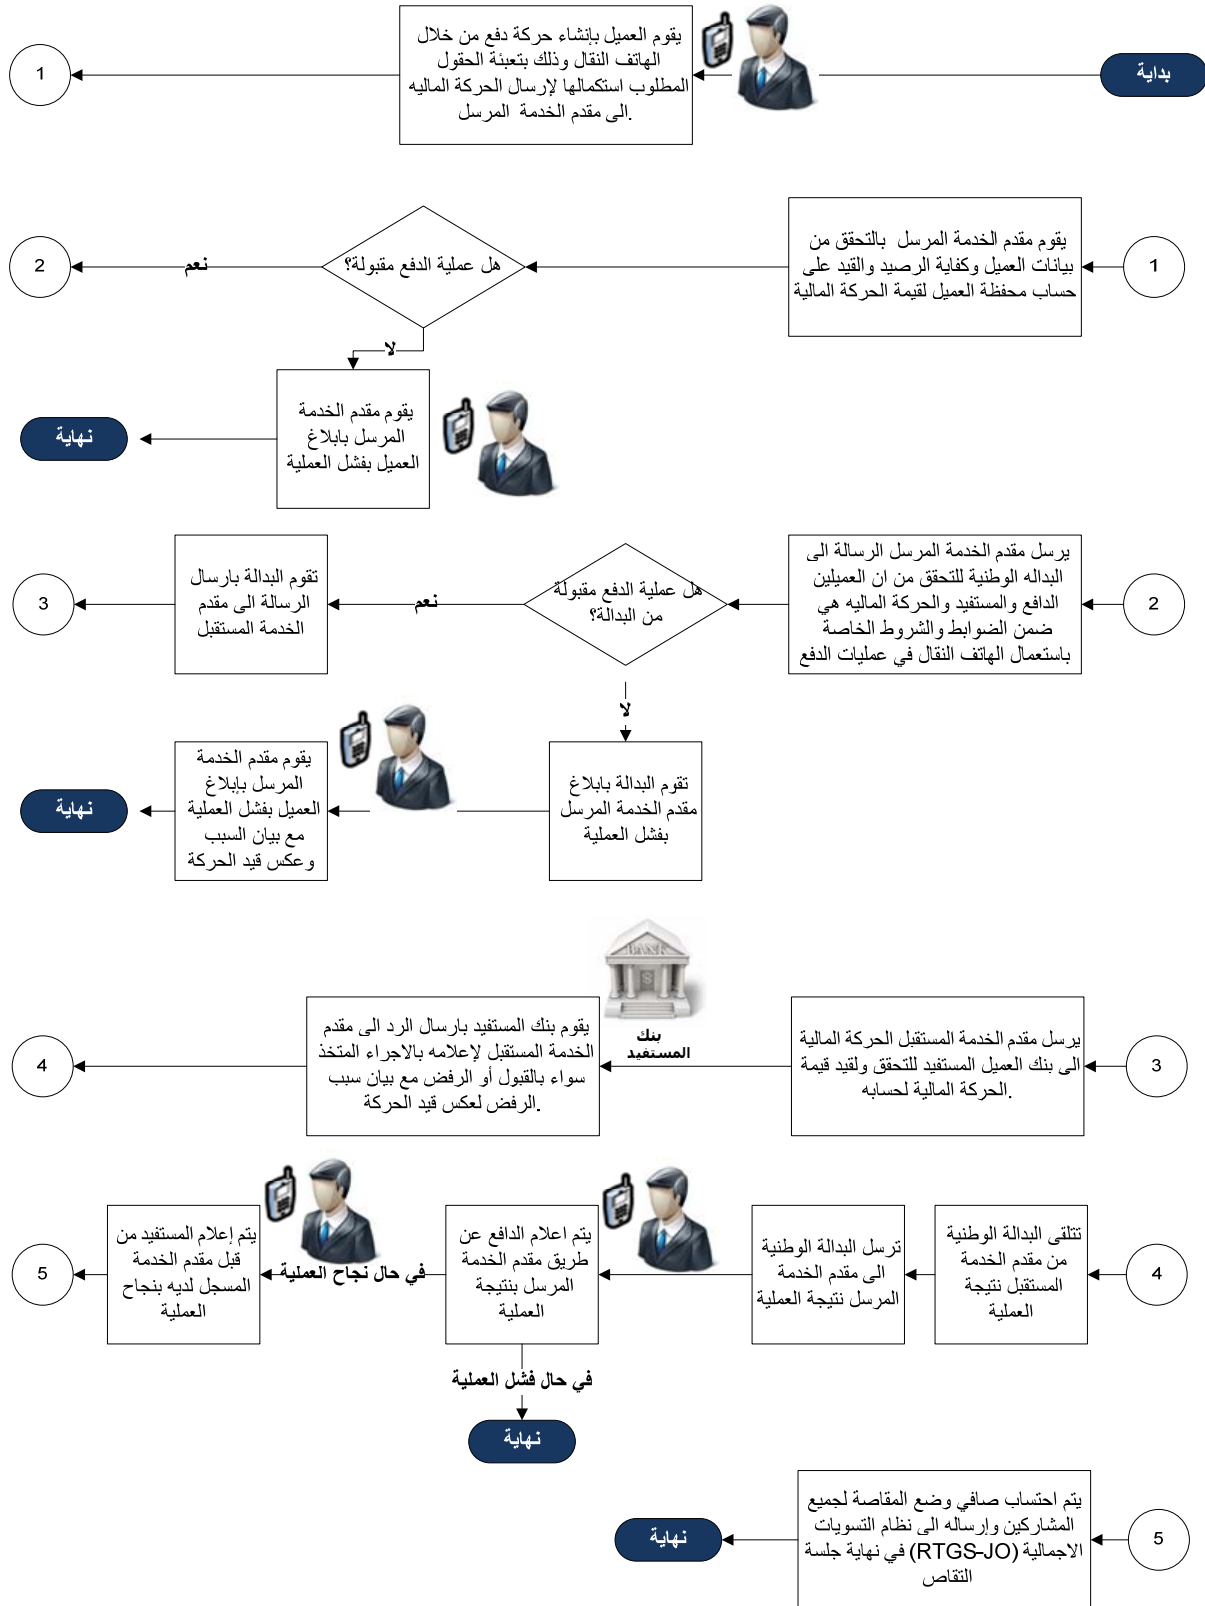 بداية
يقوم العميل بإنشاء حركة دفع من خلال
الهاتف النقال وذلك بتعبئة الحقول
المطلوب استكمالها لإرسال الحركة الماليه
الى مقدم الخدمة المرسل.
1
1
يقوم مقدم الخدمة المرسل بالتحقق من
بيانات العميل وكفاية الرصيد والقيد على
حساب محفظة العميل لقيمة الحركة المالية
هل عملية الدفع مقبولة؟
نعم
2
لا
يقوم مقدم الخدمة
المرسل بابلاغ
العميل بفشل العملية
نهاية
2
يرسل مقدم الخدمة المرسل الرسالة الى
البداله الوطنية للتحقق من ان العميلين
الدافع والمستفيد والحركة الماليه هي
ضمن الضوابط والشروط الخاصة
باستعمال الهاتف النقال في عمليات الدفع
هل عملية الدفع مقبولة
من البدالة؟
نعم
تقوم البدالة بارسال
الرسالة الى مقدم
الخدمة المستقبل
3
لا
تقوم البدالة بابلاغ
مقدم الخدمة المرسل
بفشل العملية
يقوم مقدم الخدمة
المرسل بإبلاغ
العميل بفشل العملية
مع بيان السبب
وعكس قيد الحركة
نهاية
3
يرسل مقدم الخدمة المستقبل الحركة المالية
الى بنك العميل المستفيد للتحقق ولقيد قيمة
الحركة المالية لحسابه.
BANK
بنك
المستفيد
يقوم بنك المستفيد بارسال الرد الى مقدم
الخدمة المستقبل لإعلامه بالاجراء المتخذ
سواء بالقبول أو الرفض مع بيان سبب
الرفض لعكس قيد الحركة.
4
4
تتلقى البدالة الوطنية
من مقدم الخدمة
المستقبل نتيجة
العملية
ترسل البدالة الوطنية
الى مقدم الخدمة
المرسل نتيجة العملية
يتم اعلام الدافع عن
طريق مقدم الخدمة
المرسل بنتيجة
العملية
في حال نجاح العملية
يتم إعلام المستفيد من
قبل مقدم الخدمة
المسجل لديه بنجاح
العملية
5
في حال فشل العملية
نهاية
5
يتم احتساب صافي وضع المقاصة لجميع
المشاركين وإرساله الى نظام التسويات
الاجمالية (RTGS-JO) في نهاية جلسة
التقاص
نهاية